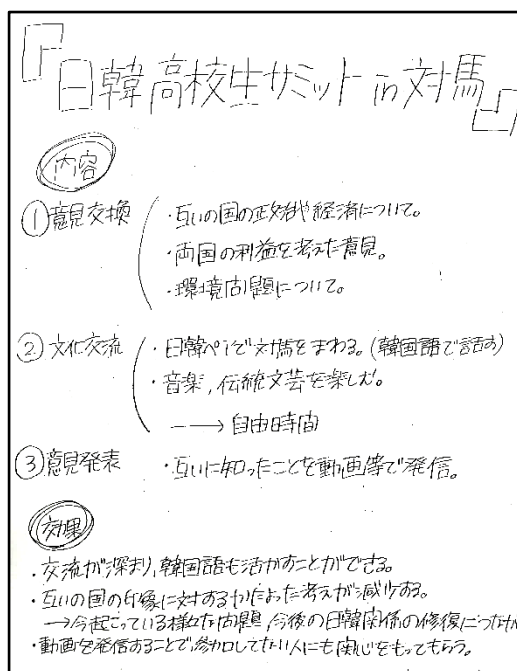 『日韓高校生サミット in 対馬』
内容
①意見交換
・互いの国の政治や経済について。
・両国の利益を考えた意見。
・環境問題について。
②文化交流
・日韓ペアで対馬をまわる。(韓国語で話す)
・音楽,伝統文芸を楽しむ。
→自由時間
③意見発表
・互いに知ったことを動画等で発信。
効果
・交流が深まり,韓国語も活かすことができる。
・互いの国の印象に対するかたよった考えが減少する。
→今起こっている様々な問題,今後の日韓関係の修復につなが
・動画を発信することで,参加してない人にも関心をもってもらう。